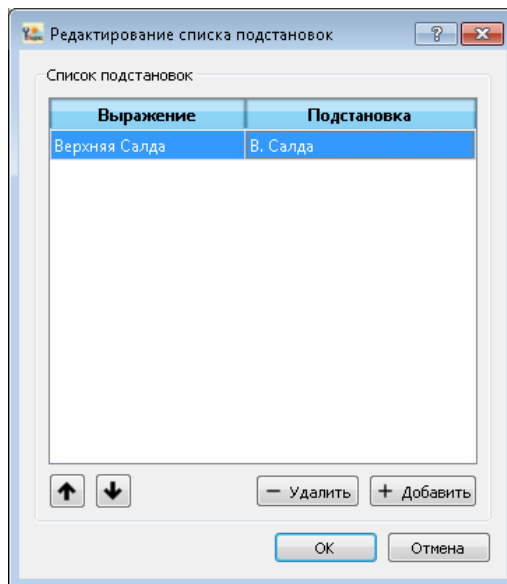 Редактирование списка подстановок
Список подстановок
Выражение Подстановка
Верхняя Салда В. Салда
Удалить Добавить
OK Отмена